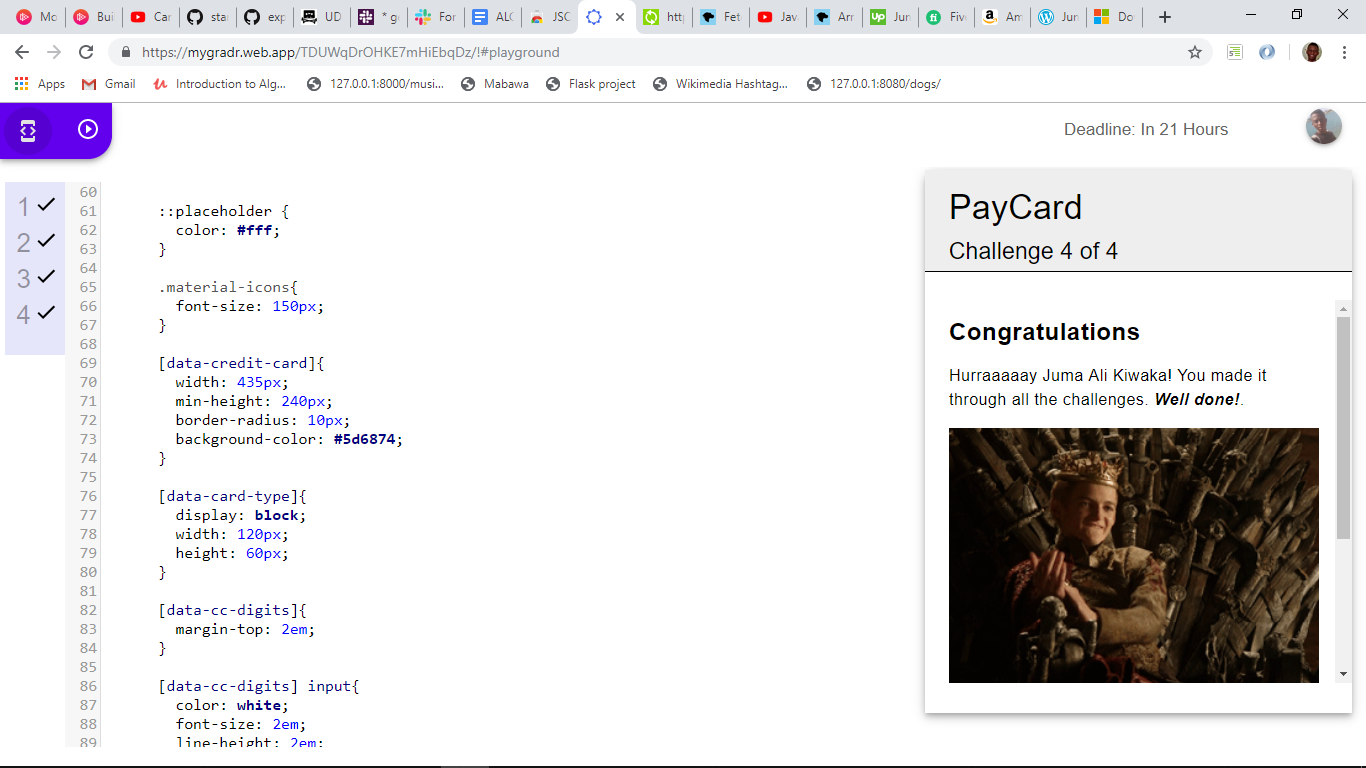 Mo
Bui
Car
star
exp
UD
* g
For
ALC
JSC
http
Fet
Jav
Arr
Jur
Five
Am
Jur
Do
https://mygradr.web.app/TDUWqDrOHKE7mHiEbqDz/!#playground
Apps
Gmail
Introduction to Alg...
127.0.0.1:8000/musi...
Mabawa
Flask project
Wikimedia Hashtag...
127.0.0.1:8080/dogs/
Deadline: In 21 Hours
1
2
3
4
60
61 ::placeholder {
62 color: #fff;
63 }
64
65 .material-icons{
66 font-size: 150px;
67 }
68
69 [data-credit-card]{
70 width: 435px;
71 min-height: 240px;
72 border-radius: 10px;
73 background-color: #5d6874;
74 }
75
76 [data-card-type]{
77 display: block;
78 width: 120px;
79 height: 60px;
80 }
81
82 [data-cc-digits]{
83 margin-top: 2em;
84 }
85
86 [data-cc-digits] input{
87 color: white;
88 font-size: 2em;
89 line-height: 2em;
PayCard
Challenge 4 of 4
Congratulations
Hurraaaaay Juma Ali Kiwaka! You made it
through all the challenges. Well done!.